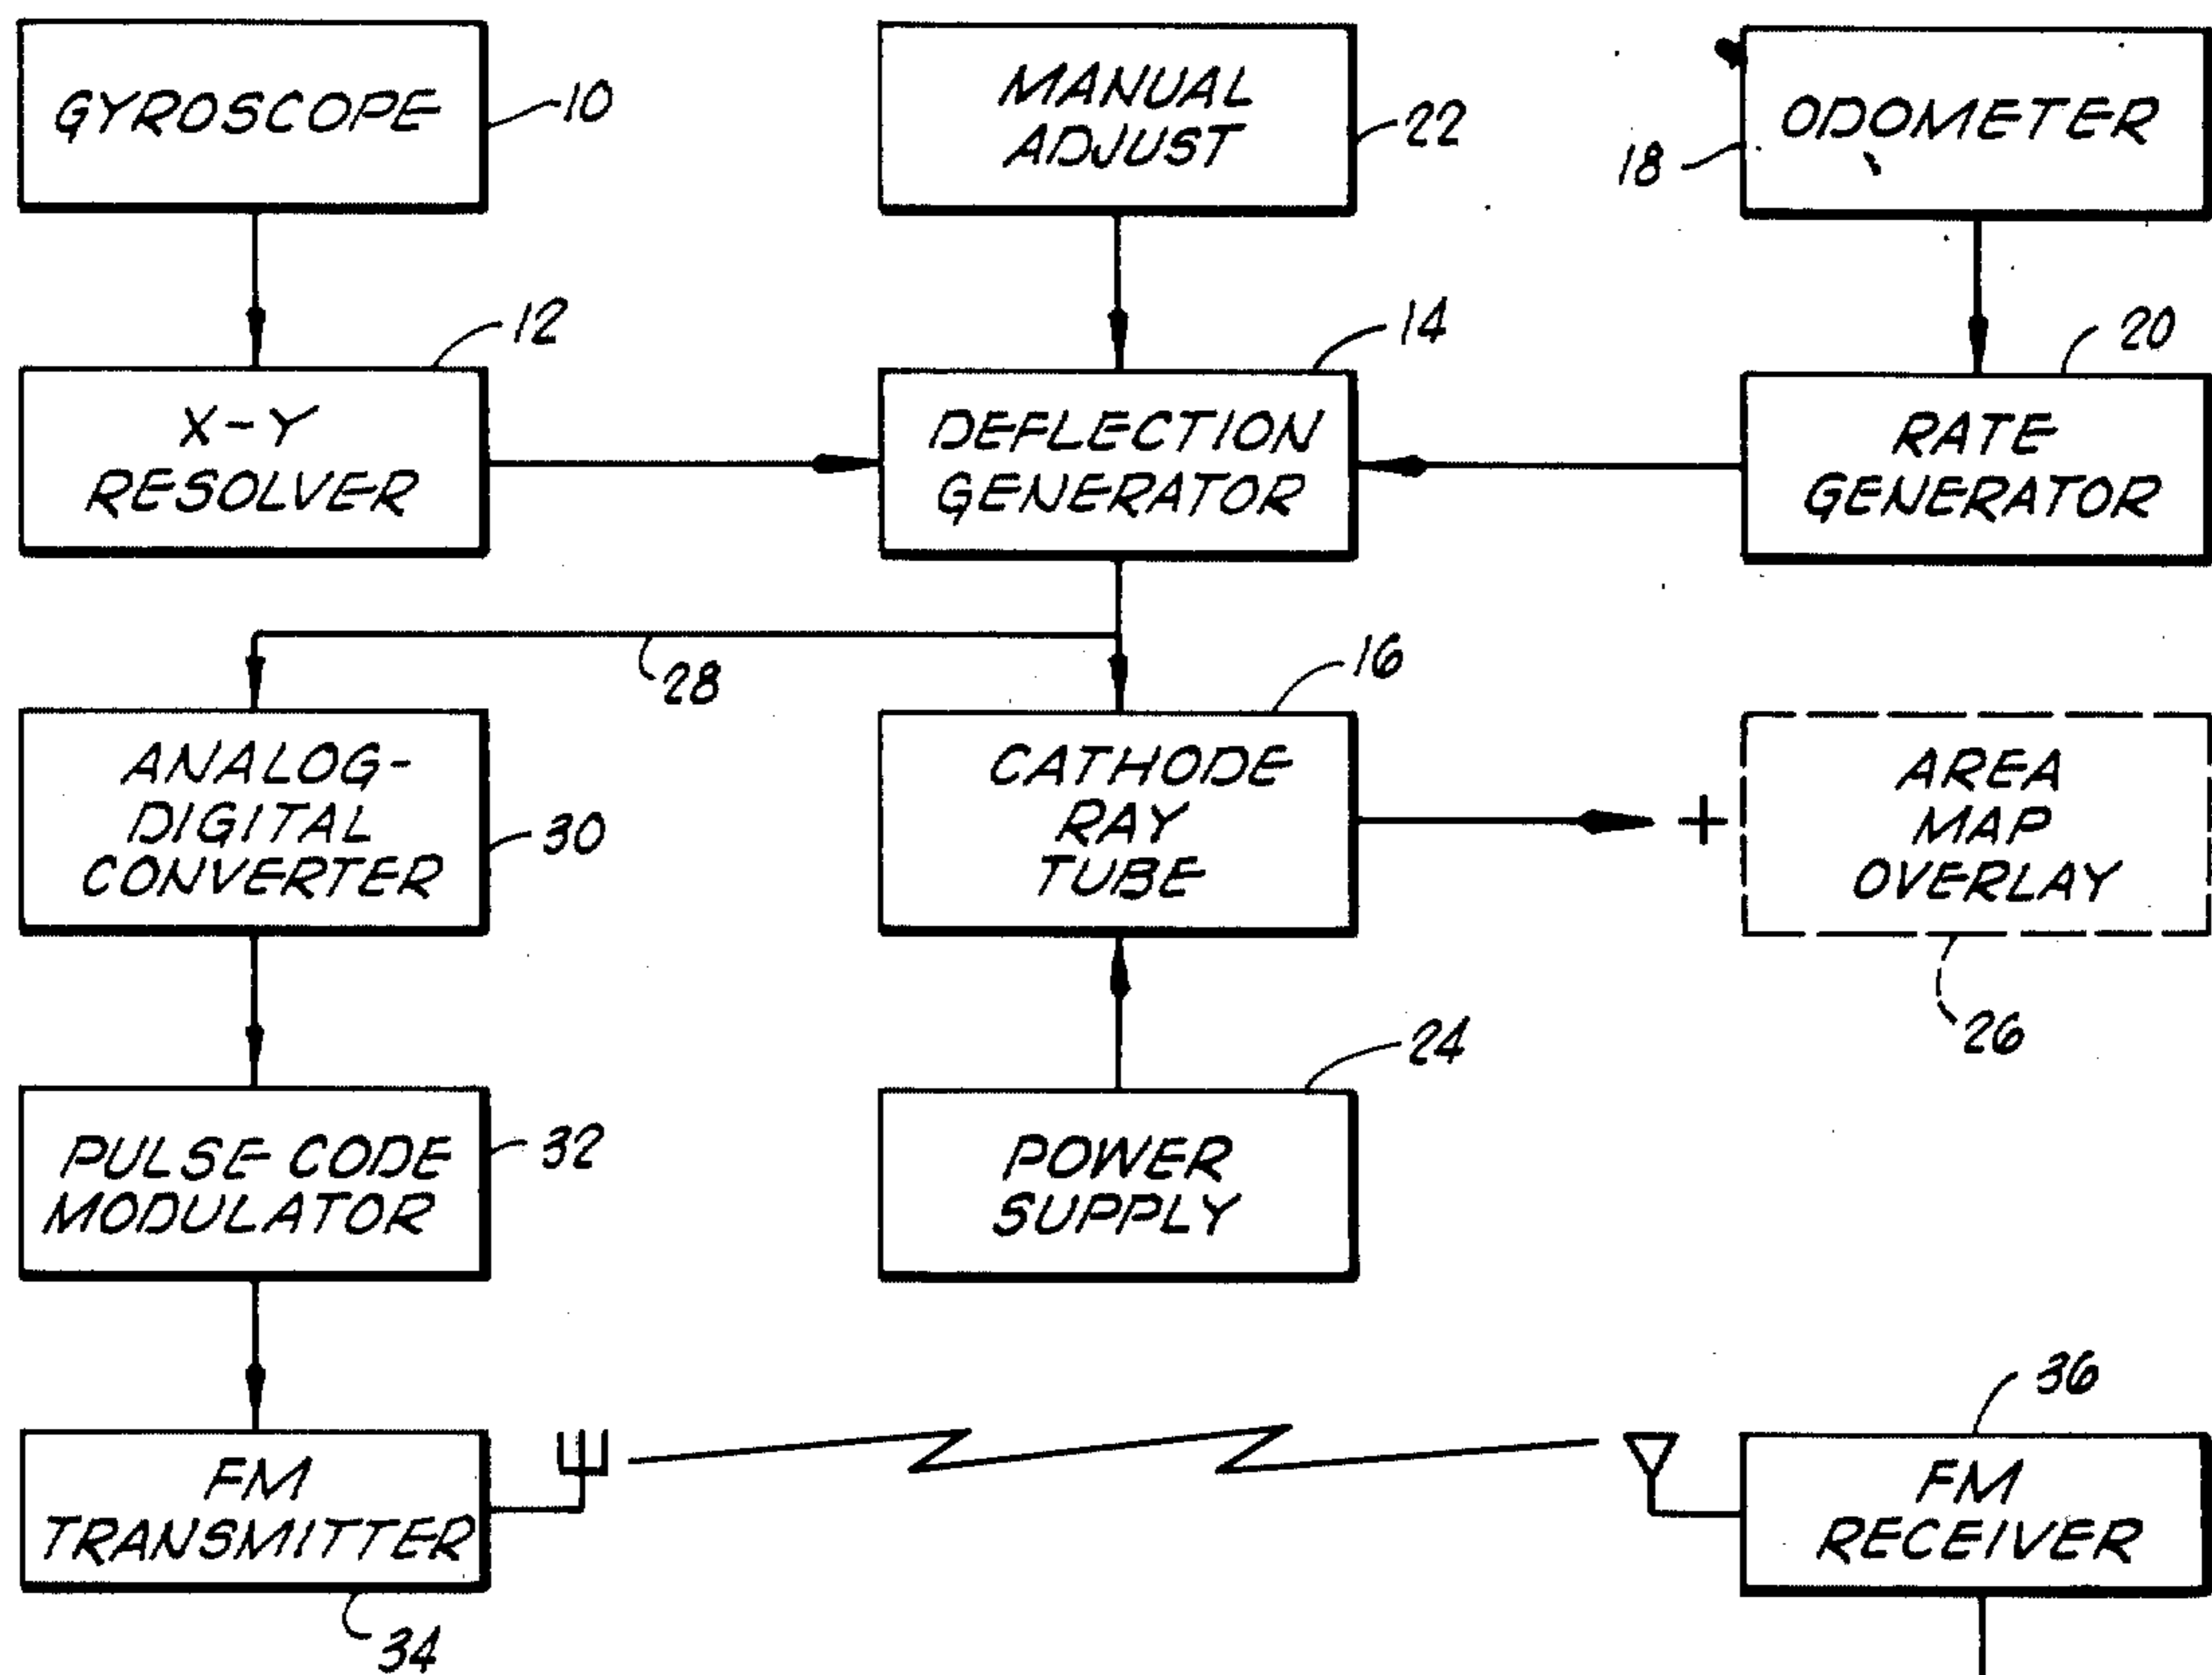 GYROSCOPE
10
MANUAL
ADJUST
22
18
ODOMETER
X-Y
RESOLVER
12
DEFLECTION
GENERATOR
14
RATE
GENERATOR
20
28
ANALOG-
DIGITAL
CONVERTER
30
CATHODE
RAY
TUBE
16
+
AREA
MAP
OVERLAY
26
PULSE CODE
MODULATOR
32
POWER
SUPPLY
24
FM
TRANSMITTER
34
FM
RECEIVER
36